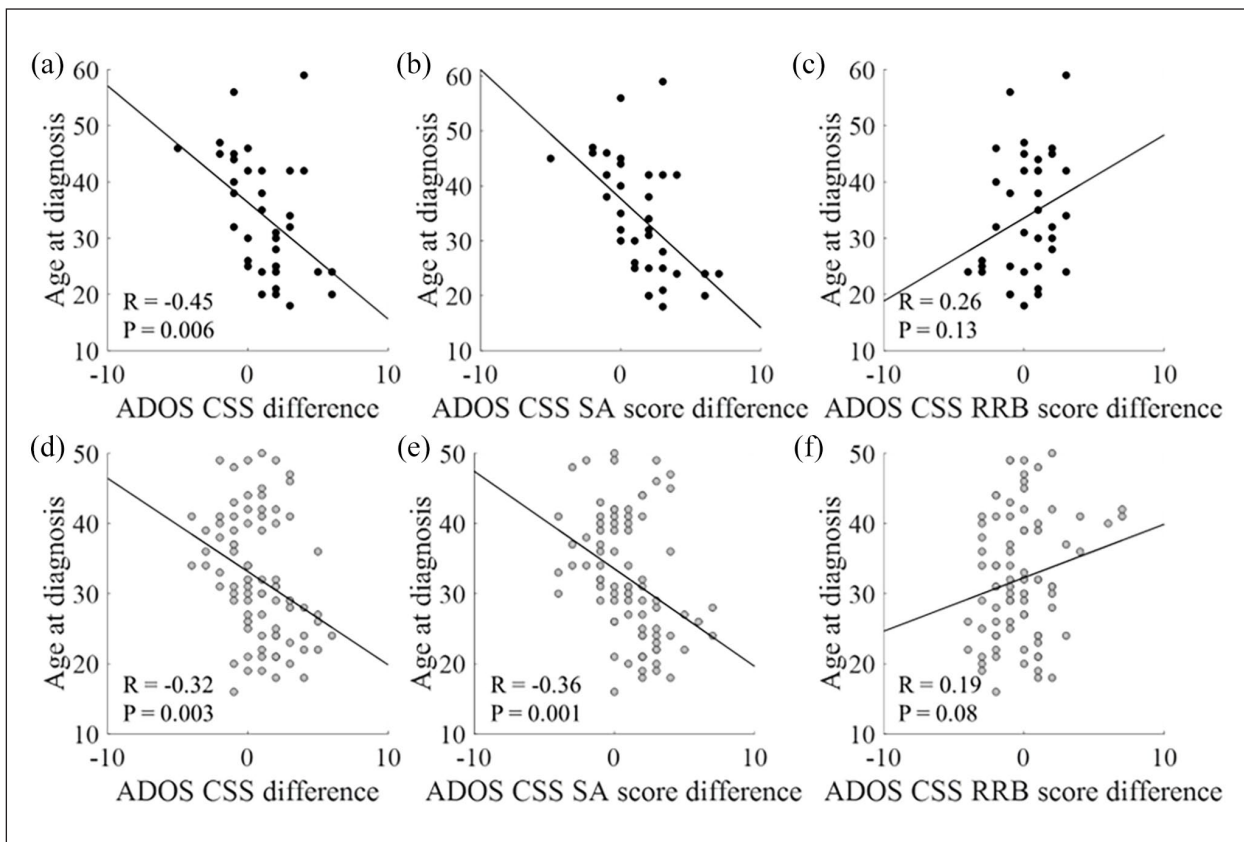 (a)
60
50
40
30
20
10
Age at diagnosis
R = -0.45
P = 0.006
-10
0
10
ADOS CSS difference
(b)
60
50
40
30
20
10
Age at diagnosis
-10
0
10
ADOS CSS SA score difference
(c)
60
50
40
30
20
10
Age at diagnosis
R = 0.26
P = 0.13
-10
0
10
ADOS CSS RRB score difference
(d)
50
40
30
20
10
Age at diagnosis
R = -0.32
P = 0.003
-10
0
10
ADOS CSS difference
(e)
50
40
30
20
10
Age at diagnosis
R = -0.36
P = 0.001
-10
0
10
ADOS CSS SA score difference
(f)
50
40
30
20
10
Age at diagnosis
R = 0.19
P = 0.08
-10
0
10
ADOS CSS RRB score difference